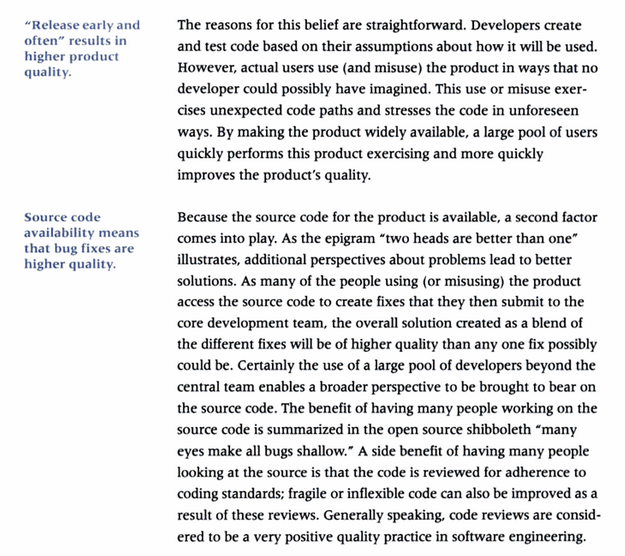 "Release early and
often" results in
higher product
quality.
The reasons for this belief are straightforward. Developers create
and test code based on their assumptions about how it will be used.
However, actual users use (and misuse) the product in ways that no
developer could possibly have imagined. This use or misuse exer-
cises unexpected code paths and stresses the code in unforeseen
ways. By making the product widely available, a large pool of users
quickly performs this product exercising and more quickly
improves the product's quality.
Source code
availability means
that bug fixes are
higher quality.
Because the source code for the product is available, a second factor
comes into play. As the epigram "two heads are better than one"
illustrates, additional perspectives about problems lead to better
solutions. As many of the people using (or misusing) the product
access the source code to create fixes that they then submit to the
core development team, the overall solution created as a blend of
the different fixes will be of higher quality than any one fix possibly
could be. Certainly the use of a large pool of developers beyond the
central team enables a broader perspective to be brought to bear on
the source code. The benefit of having many people working on the
source code is summarized in the open source shibboleth "many
eyes make all bugs shallow." A side benefit of having many people
looking at the source is that the code is reviewed for adherence to
coding standards; fragile or inflexible code can also be improved as a
result of these reviews. Generally speaking, code reviews are consid-
ered to be a very positive quality practice in software engineering.